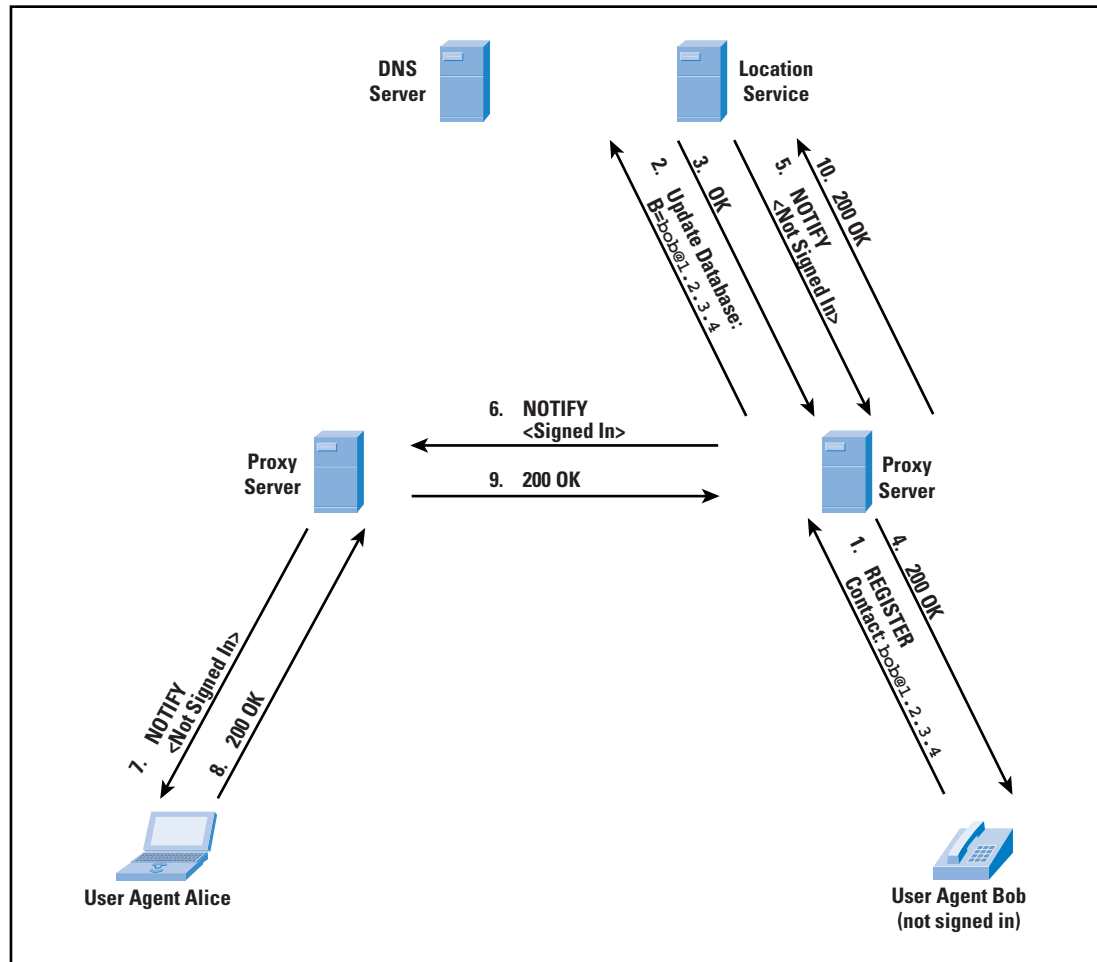 DNS
Server
Location
Service
2. Update Database:
B=bob@1.2.3.4
3. OK
5. NOTIFY
<Not Signed In>
10. 200 OK
6. NOTIFY
<Signed In>
9. 200 OK
Proxy
Server
Proxy
Server
1. REGISTER
Contact: bob@1.2.3.4
4. 200 OK
7. NOTIFY
<Not Signed In>
8. 200 OK
User Agent Alice
User Agent Bob
(not signed in)